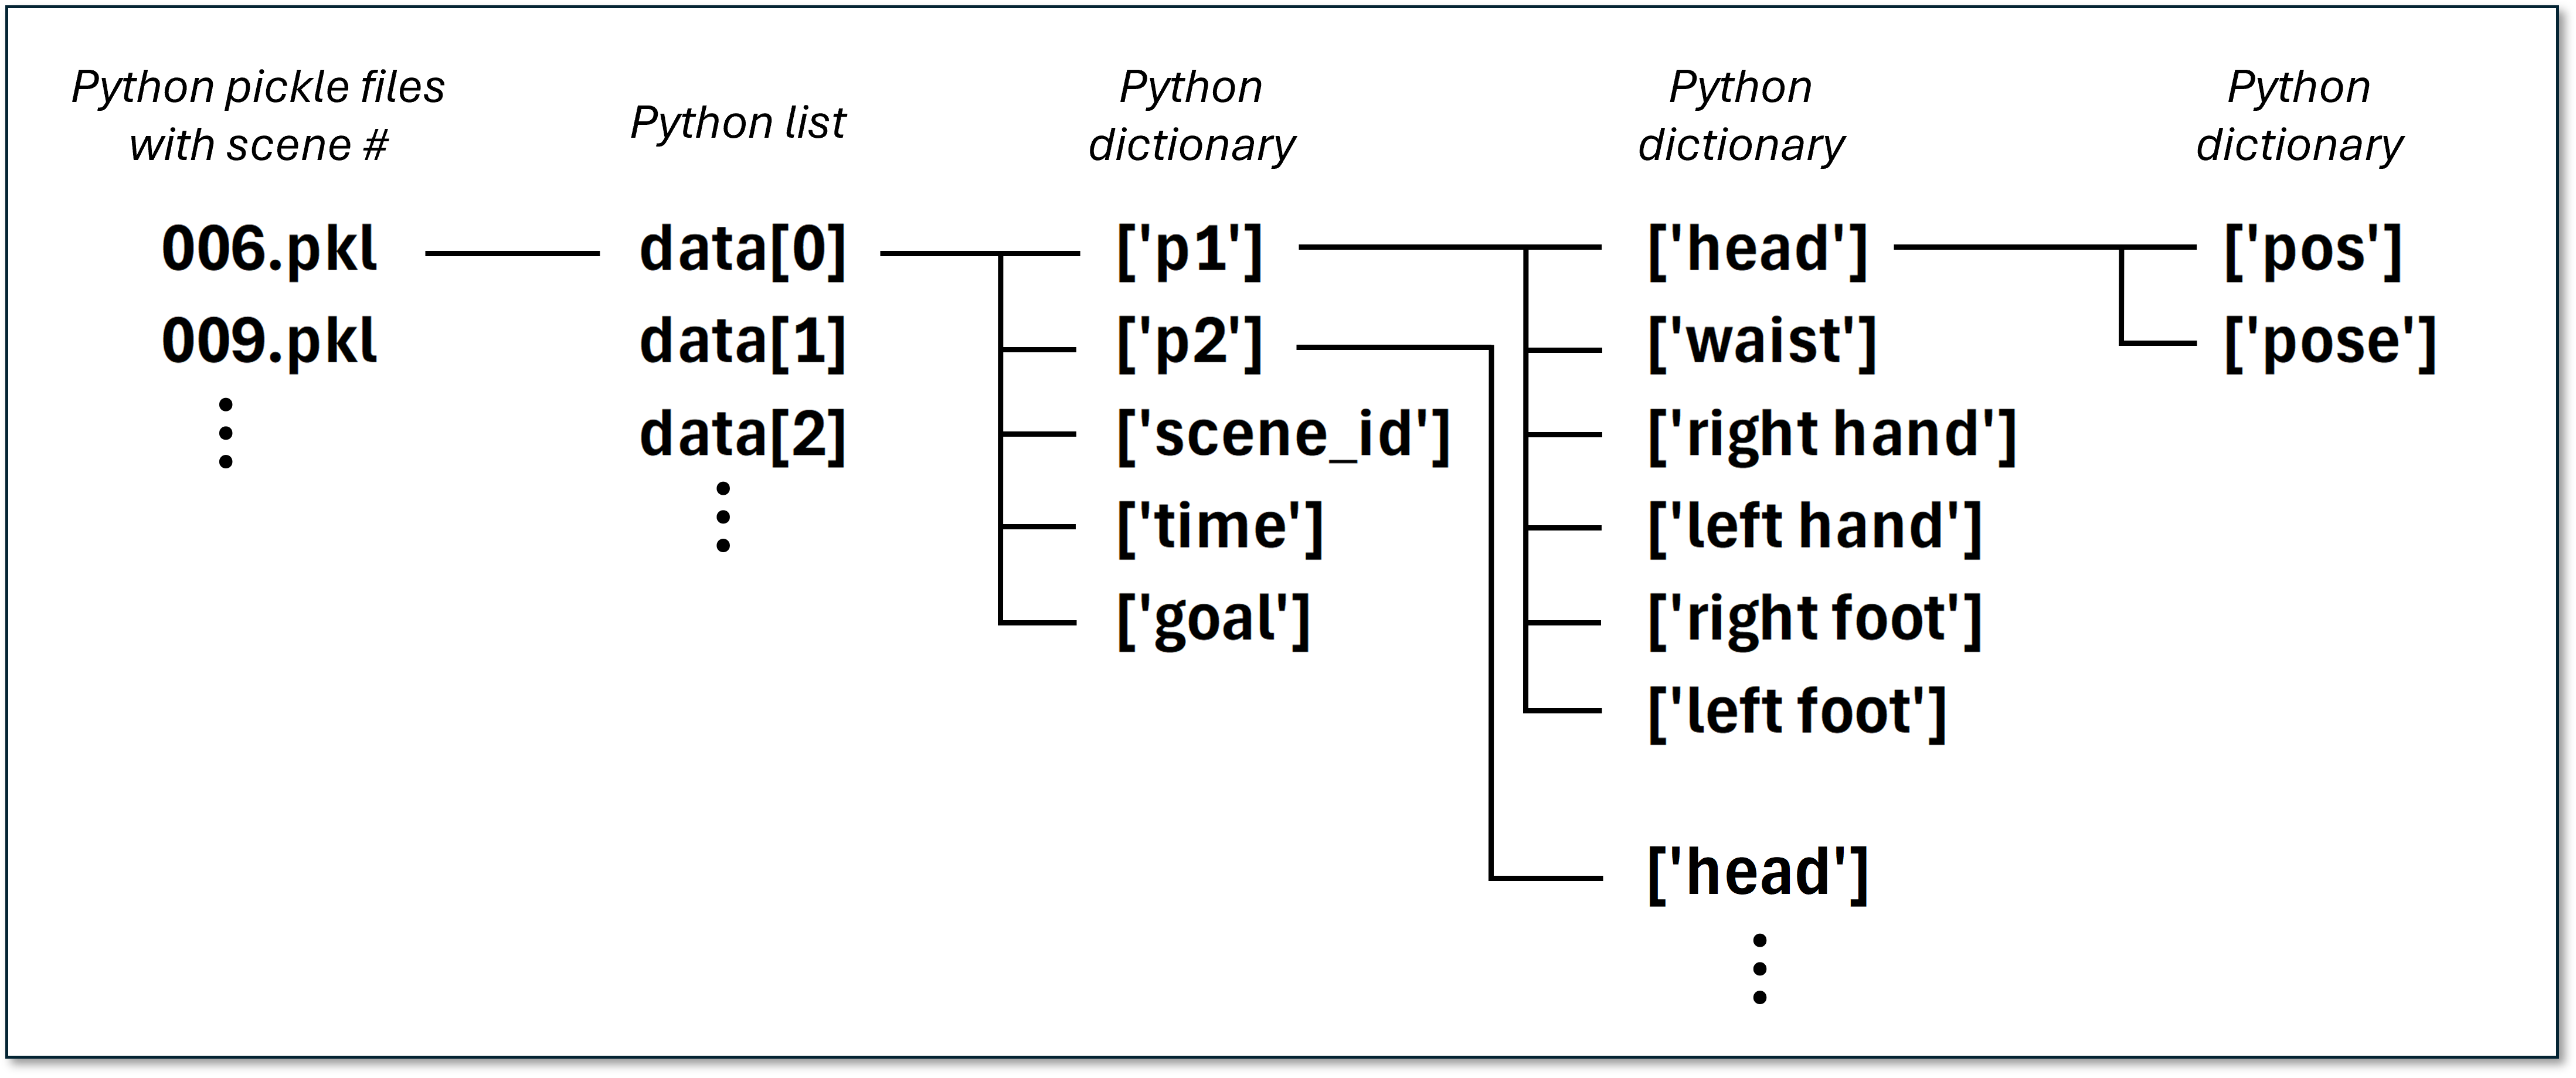 Python pickle files
with scene #
Python list
Python
dictionary
Python
dictionary
Python
dictionary
006.pkl
data[0]
['p1']
['head']
['pos']
009.pkl
data[1]
['p2']
['waist']
['pose']
data[2]
['scene_id']
['right hand']
['time']
['left hand']
['goal']
['right foot']
['left foot']
['head']